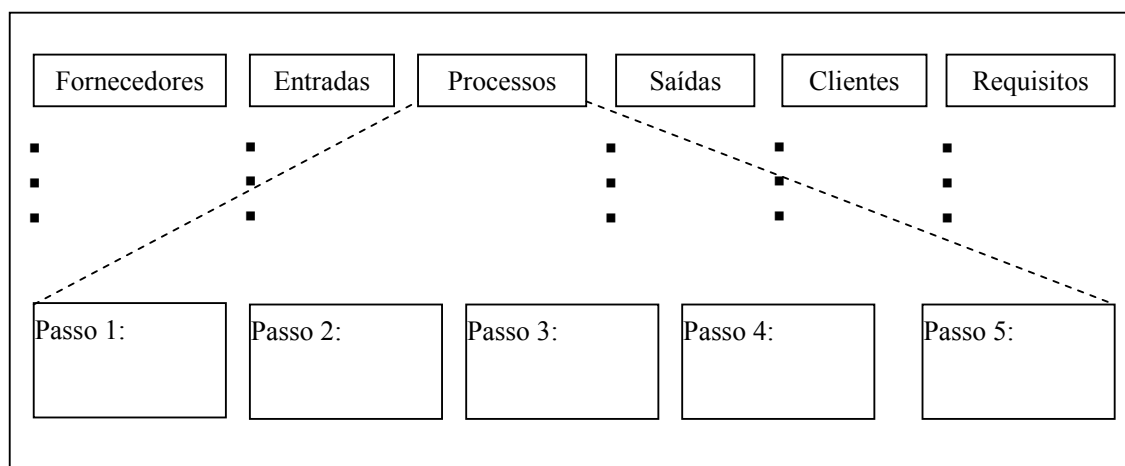 Fornecedores Entradas Processos Saídas Clientes Requisitos
Passo 1: Passo 2: Passo 3: Passo 4: Passo 5: